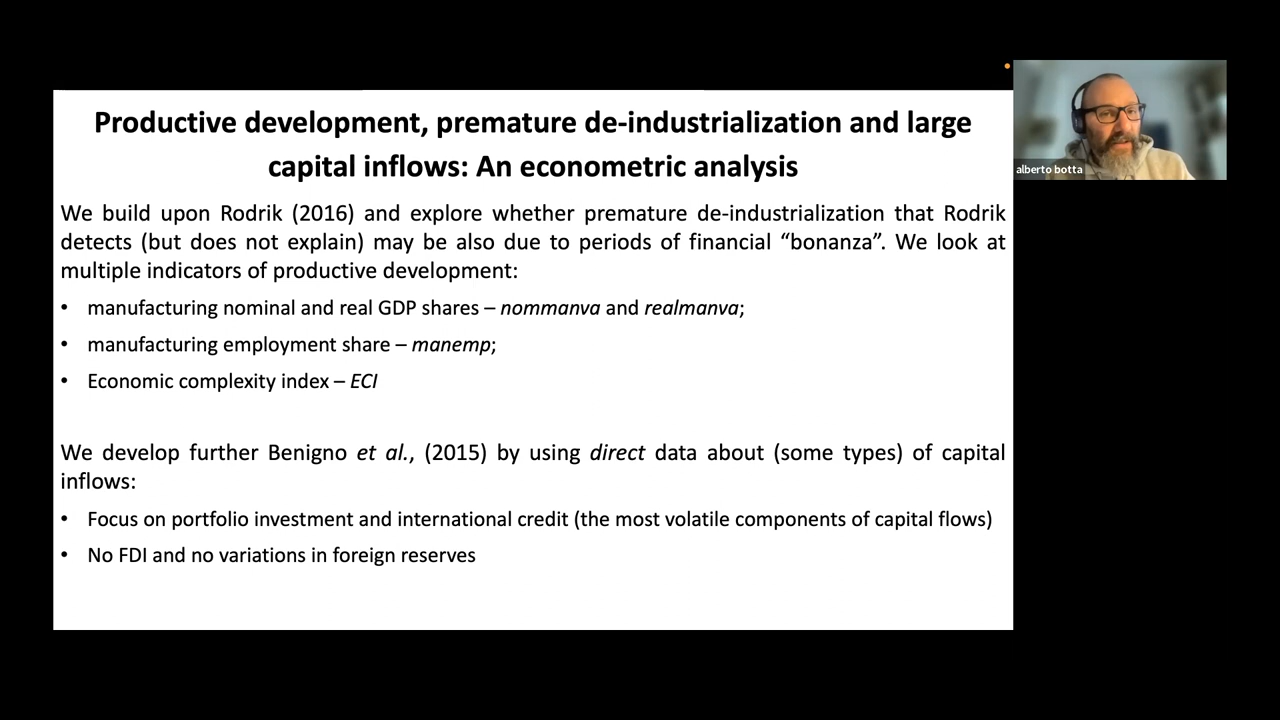 Productive development, premature de-industrialization and large
capital inflows: An econometric analysis
We build upon Rodrik (2016) and explore whether premature de-industrialization that Rodrik
detects (but does not explain) may be also due to periods of financial “bonanza”. We look at
multiple indicators of productive development:
• manufacturing nominal and real GDP shares – nommanva and realmanva;
• manufacturing employment share – manemp;
• Economic complexity index – ECI
We develop further Benigno et al., (2015) by using direct data about (some types) of capital
inflows:
• Focus on portfolio investment and international credit (the most volatile components of capital flows)
• No FDI and no variations in foreign reserves
alberto botta